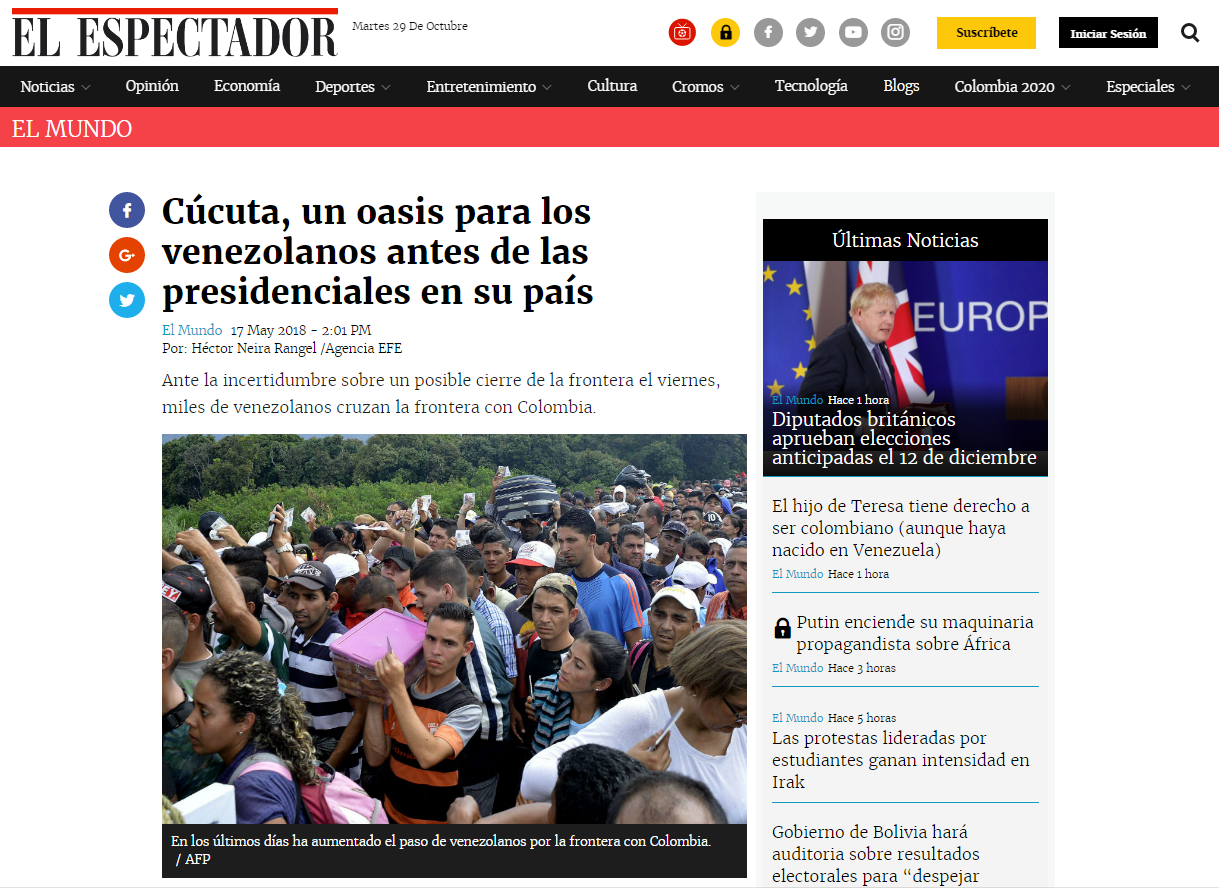 EL ESPECTADOR
Martes 29 De Octubre
Suscríbete
Iniciar Sesión
Noticias
Opinión
Economía
Deportes
Entretenimiento
Cultura
Cromos
Tecnología
Blogs
Colombia 2020
Especiales
EL MUNDO
Cúcuta, un oasis para los
venezolanos antes de las
presidenciales en su país
El Mundo 17 May 2018 - 2:01 PM
Por: Héctor Neira Rangel /Agencia EFE
Ante la incertidumbre sobre un posible cierre de la frontera el viernes,
miles de venezolanos cruzan la frontera con Colombia.
En los últimos días ha aumentado el paso de venezolanos por la frontera con Colombia.
/ AFP
Últimas Noticias
EUROP
El Mundo Hace 1 hora
Diputados británicos
aprueban elecciones
anticipadas el 12 de diciembre
El hijo de Teresa tiene derecho a
ser colombiano (aunque haya
nacido en Venezuela)
El Mundo Hace 1 hora
Putin enciende su maquinaria
propagandista sobre África
El Mundo Hace 3 horas
El Mundo Hace 5 horas
Las protestas lideradas por
estudiantes ganan intensidad en
Irak
Gobierno de Bolivia hará
auditoria sobre resultados
electorales para “despejar